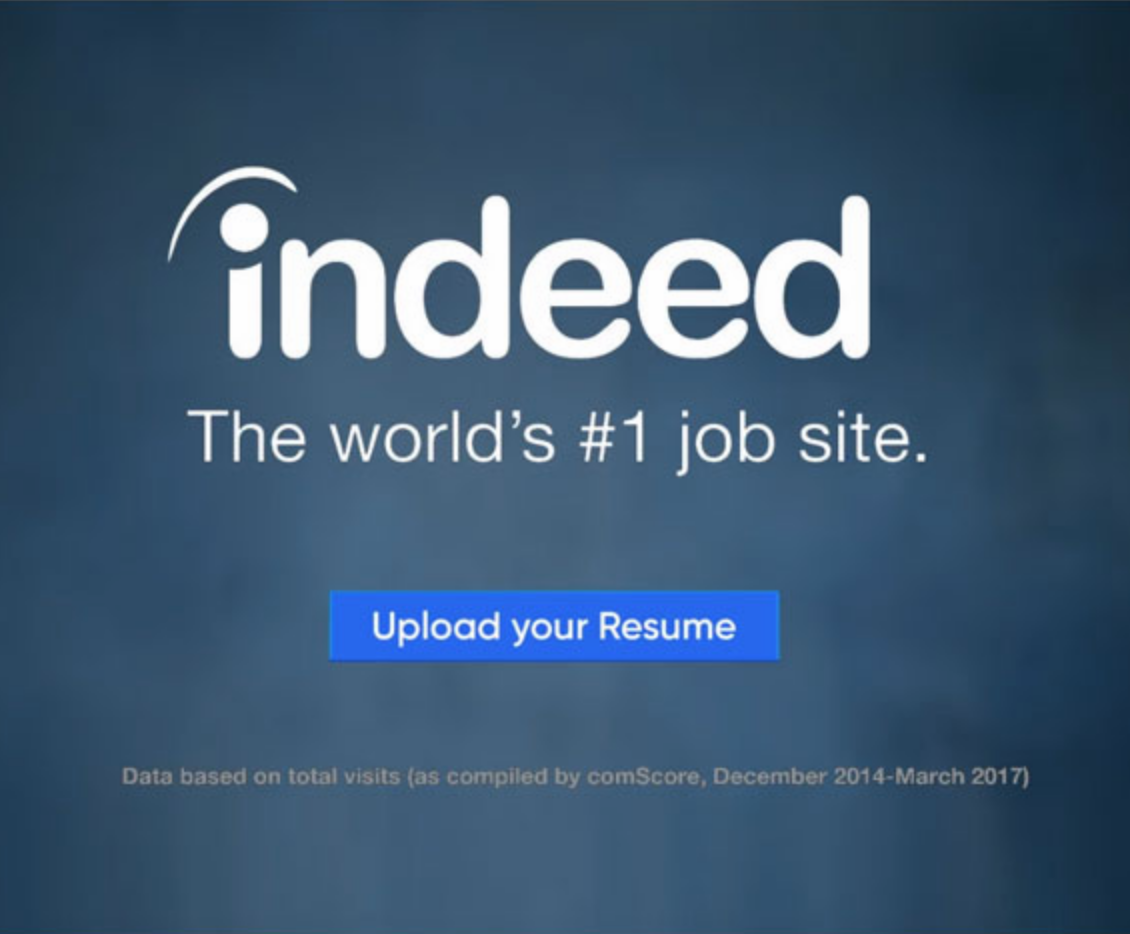 indeed
The world's #1 job site.
Upload your Resume
Data based on total visits (as compiled by comScore, December 2014-March 2017)